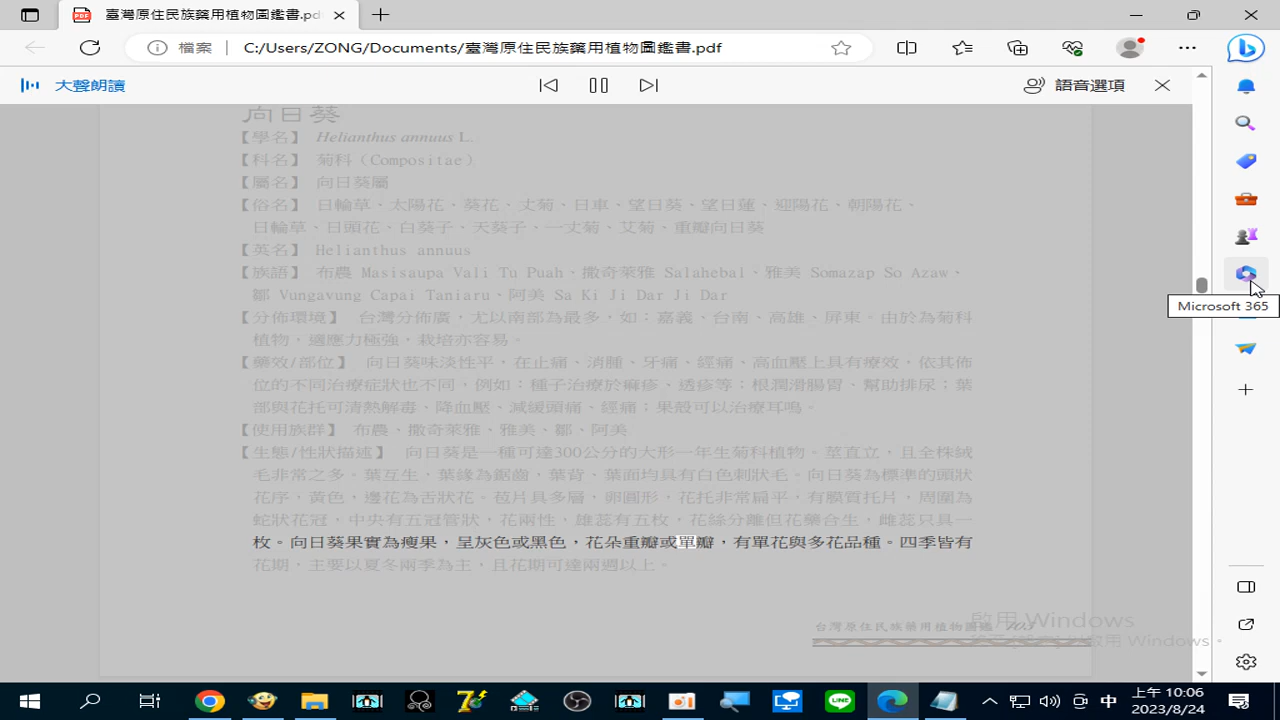 臺灣原住民族藥用植物圖鑑書.pdf
檔案 C:/Users/ZONG/Documents/臺灣原住民族藥用植物圖鑑書.pdf
大聲朗讀
語音選項
向日葵
【學名】 Helianthus annuus L.
【科名】 菊科（Compositae）
【屬名】 向日葵屬
【俗名】 日輪草、太陽花、葵花、丈菊、日車、望日葵、望日蓮、迎陽花、朝陽花、
日輪草、日頭花、白葵子、天葵子、一丈菊、艾菊、重瓣向日葵
【英名】 Helianthus annuus
【族語】 布農 Masisaupa Vali Tu Puah、撒奇萊雅 Salahebal、雅美 Somazap So Azaw、
鄒 Vungavung Capai Taniaru、阿美 Sa Ki Ji Dar Ji Dar
【分佈環境】 台灣分佈廣，尤以南部為最多，如：嘉義、台南、高雄、屏東。由於為菊科
植物，適應力極強，栽培亦容易。
【藥效/部位】 向日葵味淡性平，在止痛、消腫、牙痛、經痛、高血壓上具有療效，依其佈
位的不同治療症狀也不同，例如：種子治療於痲疹、透疹等；根潤滑腸胃、幫助排尿；葉
部與花托可清熱解毒、降血壓、減緩頭痛、經痛；果殼可以治療耳鳴。
【使用族群】 布農、撒奇萊雅、雅美、鄒、阿美
【生態/性狀描述】 向日葵是一種可達300公分的大形一年生菊科植物。莖直立，且全株絨
毛非常之多。葉互生，葉緣為鋸齒，葉背、葉面均具有白色刺狀毛。向日葵為標準的頭狀
花序，黃色，邊花為舌狀花。苞片具多層，卵圓形，花托非常扁平，有膜質托片，周圍為
蛇狀花冠，中央有五冠管狀，花兩性，雄蕊有五枚，花絲分離但花藥合生，雌蕊只具一
枚。向日葵果實為瘦果，呈灰色或黑色，花朵重瓣或單瓣，有單花與多花品種。四季皆有
花期，主要以夏冬兩季為主，且花期可達兩週以上。
台灣原住民族藥用植物圖鑑
啟用 Windows
Windows。
Microsoft 365
中
上午 10:06
2023/8/24